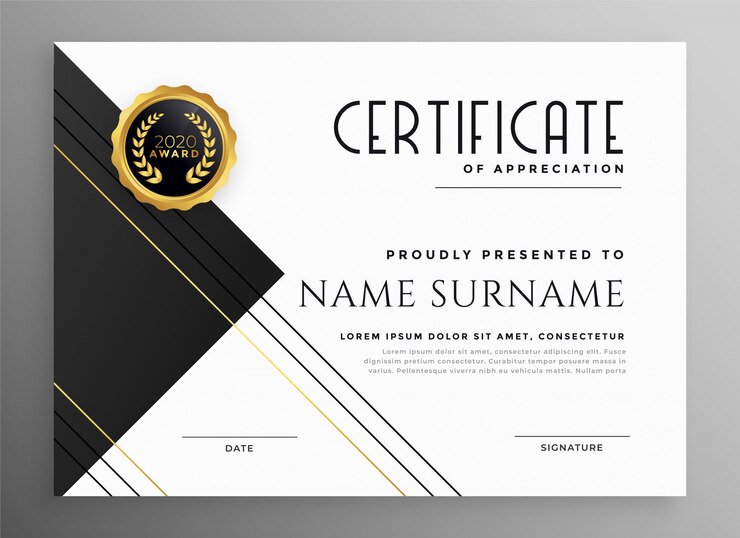 2020
AWARD
CERTIFICATE
OF APPRECIATION
PROUDLY PRESENTED TO
NAME SURNAME
LOREM IPSUM DOLOR SIT AMET, CONSECTETUR
Lorem ipsum dolor sit amet, consectetur adipiscing elit. Fusce
dignissim pretium consectetur. Curabitur tempor posuere massa
varius. Pellentesque viverra, nibh eu vehicula mattis, nullam porta
DATE
SIGNATURE